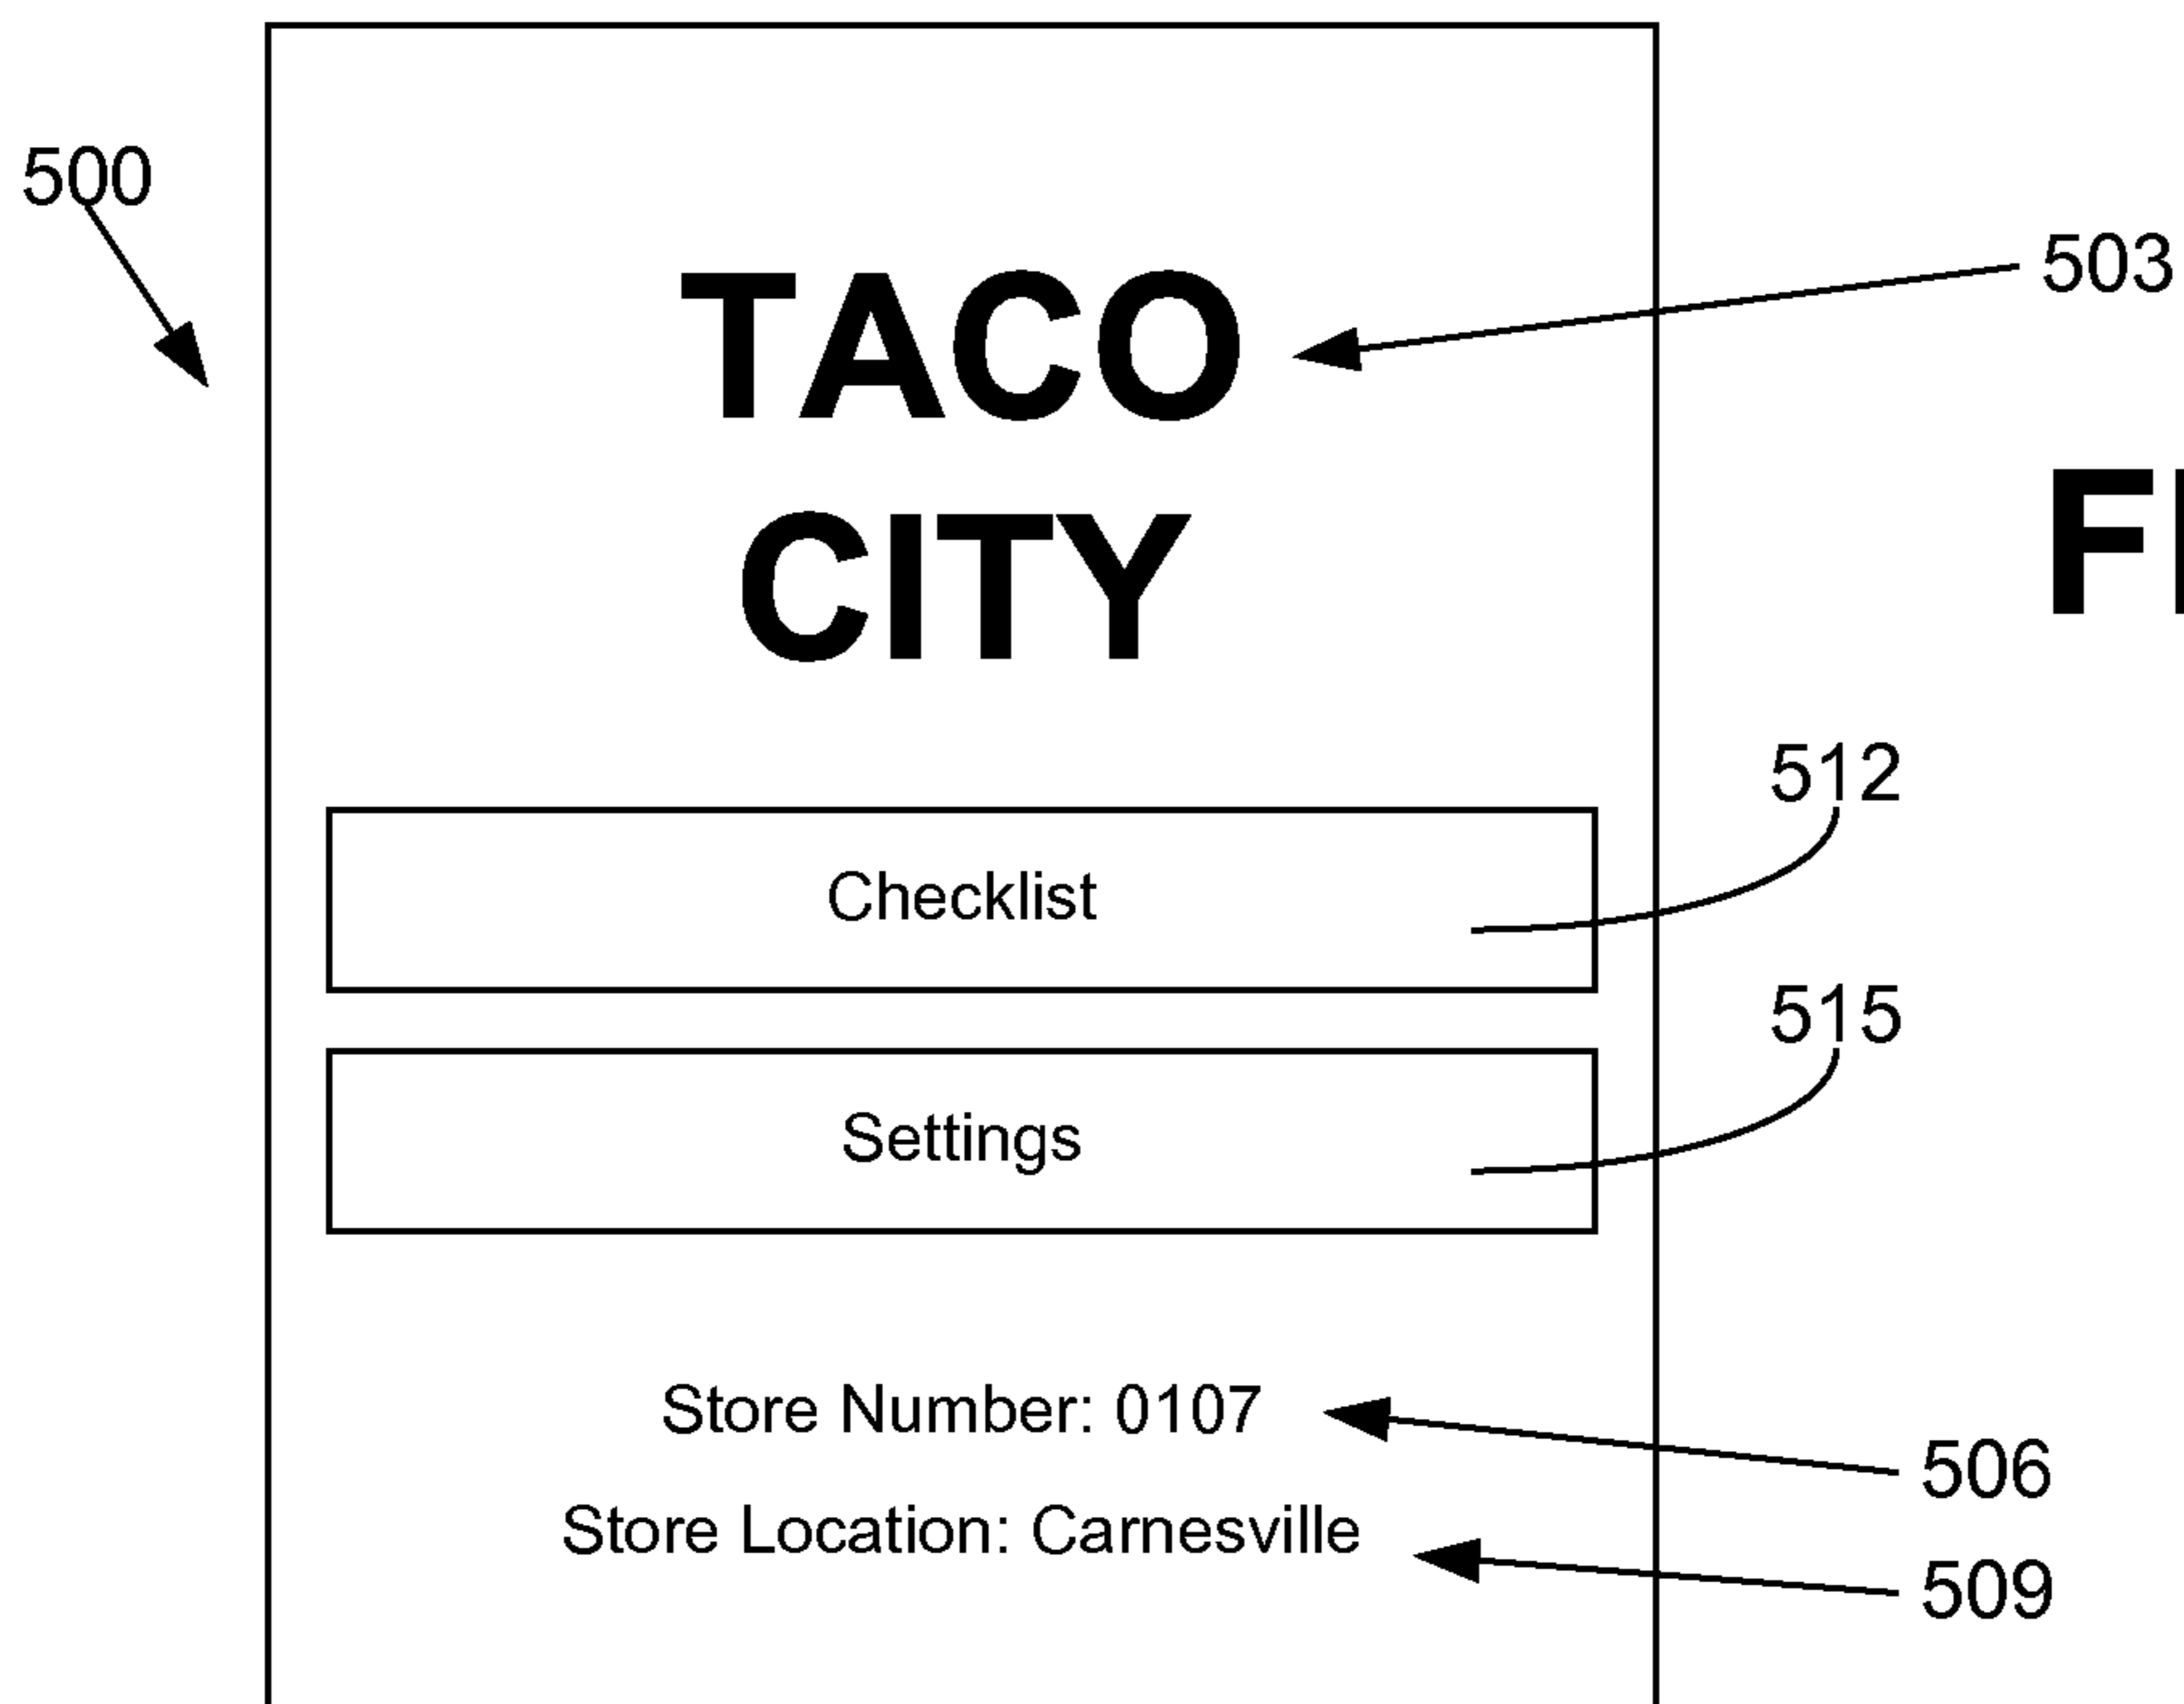 500
503
TACO
CITY
512
Checklist
515
Settings
Store Number: 0107
506
Store Location: Carnesville
509